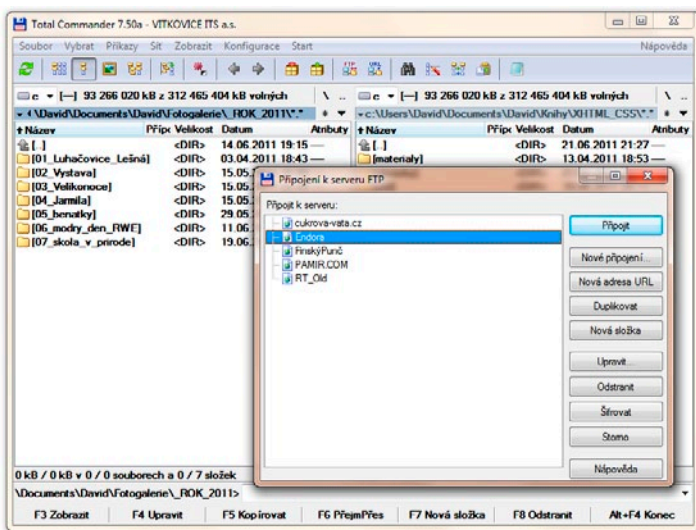 Total Commander 7.50a - VITKOVICE ITS a.s.
Soubor Vybrat Příkazy Síť Zobrazit Konfigurace Start Nápověda
c [—] 93 266 020 kB z 312 465 404 kB volných \ ..
c [—] 93 266 020 kB z 312 465 404 kB volných \ ..
\David\Documents\David\Fotogalerie\_ROK_2011\*.* * ▼
c:\Users\David\Documents\David\Knihy\XHTML_CSS\*.* * ▼
↑Název Přípc Velikost Datum Atributy
↑Název Přípc Velikost Datum Atributy
[..] <DIR> 14.06.2011 19:15 —
[..] <DIR> 21.06.2011 21:27 —
[01_Luhačovice_Lešná] <DIR> 03.04.2011 18:43 —
[materialy] <DIR> 13.04.2011 18:53 —
[02_Vystava] <DIR> 15.05.
[03_Velikonoce] <DIR> 15.05.
[04_Jarmila] <DIR> 15.05.
[05_benatky] <DIR> 29.05.
[06_modry_den_RWE] <DIR> 11.06.
[07_skola_v_prirode] <DIR> 19.06.
Připojení k serveru FTP
Připojit k serveru:
cukrova-vata.cz
Endora
FinskýPunč
PAMIR.COM
RT_Old
Připojit
Nové připojení...
Nová adresa URL
Duplikovat
Nová složka
Upravit...
Odstranit
Šifrovat
Storno
Nápověda
0 kB / 0 kB v 0 / 0 souborech a 0 / 7 složek
\Documents\David\Fotogalerie\_ROK_2011>
F3 Zobrazit F4 Upravit F5 Kopírovat F6 PřejmPřes F7 Nová složka F8 Odstranit Alt+F4 Konec